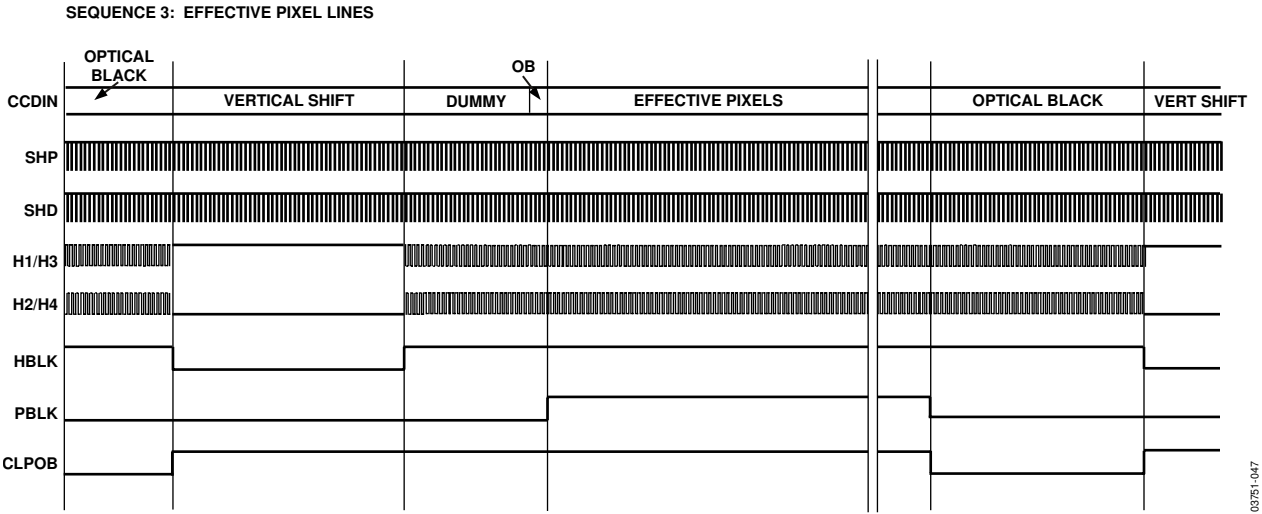 SEQUENCE 3: EFFECTIVE PIXEL LINES
OPTICAL
BLACK
OB
CCDIN
VERTICAL SHIFT
DUMMY
EFFECTIVE PIXELS
OPTICAL BLACK
VERT SHIFT
SHP
SHD
H1/H3
H2/H4
HBLK
PBLK
CLPOB
03751-047